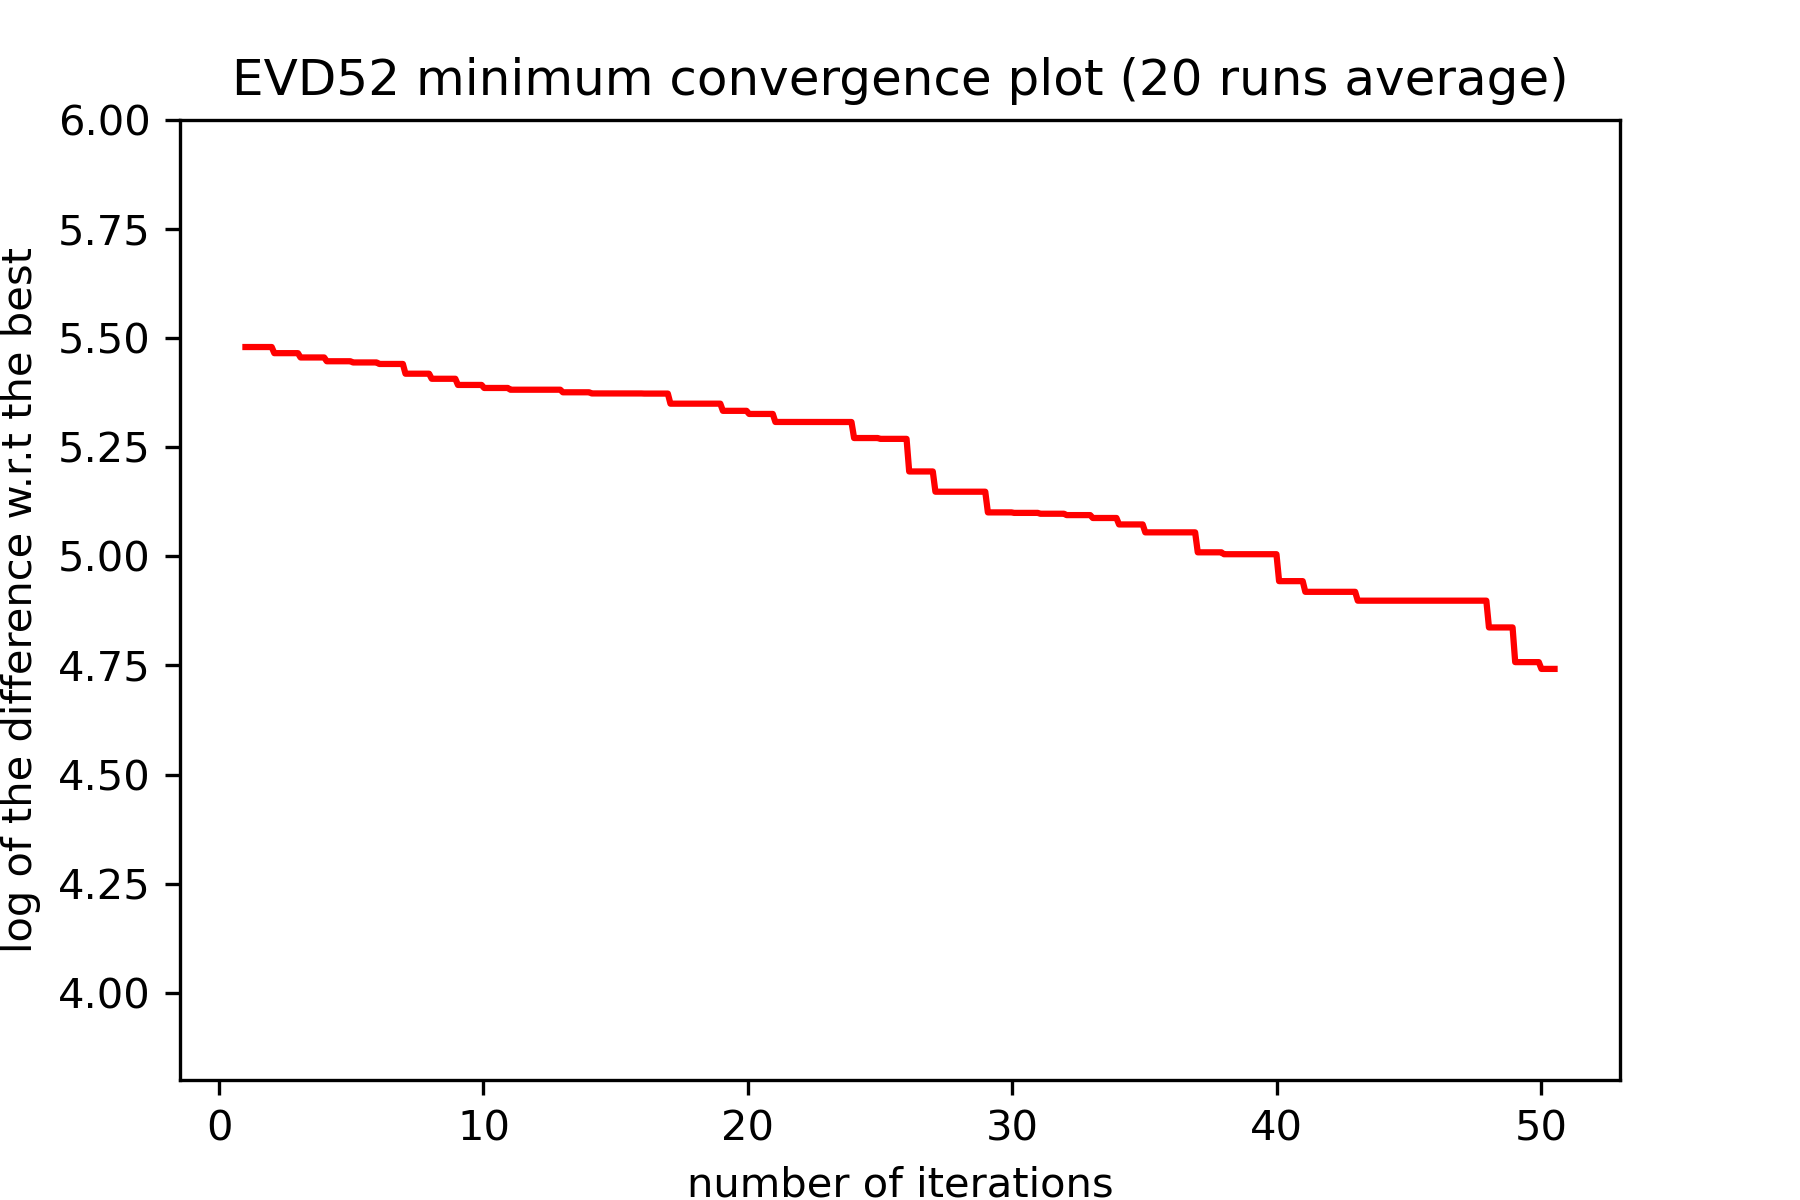 EVD52 minimum convergence plot (20 runs average)
6.00
5.75
5.50
5.25
5.00
4.75
4.50
4.25
4.00
log of the difference w.r.t the best
0 10 20 30 40 50
number of iterations